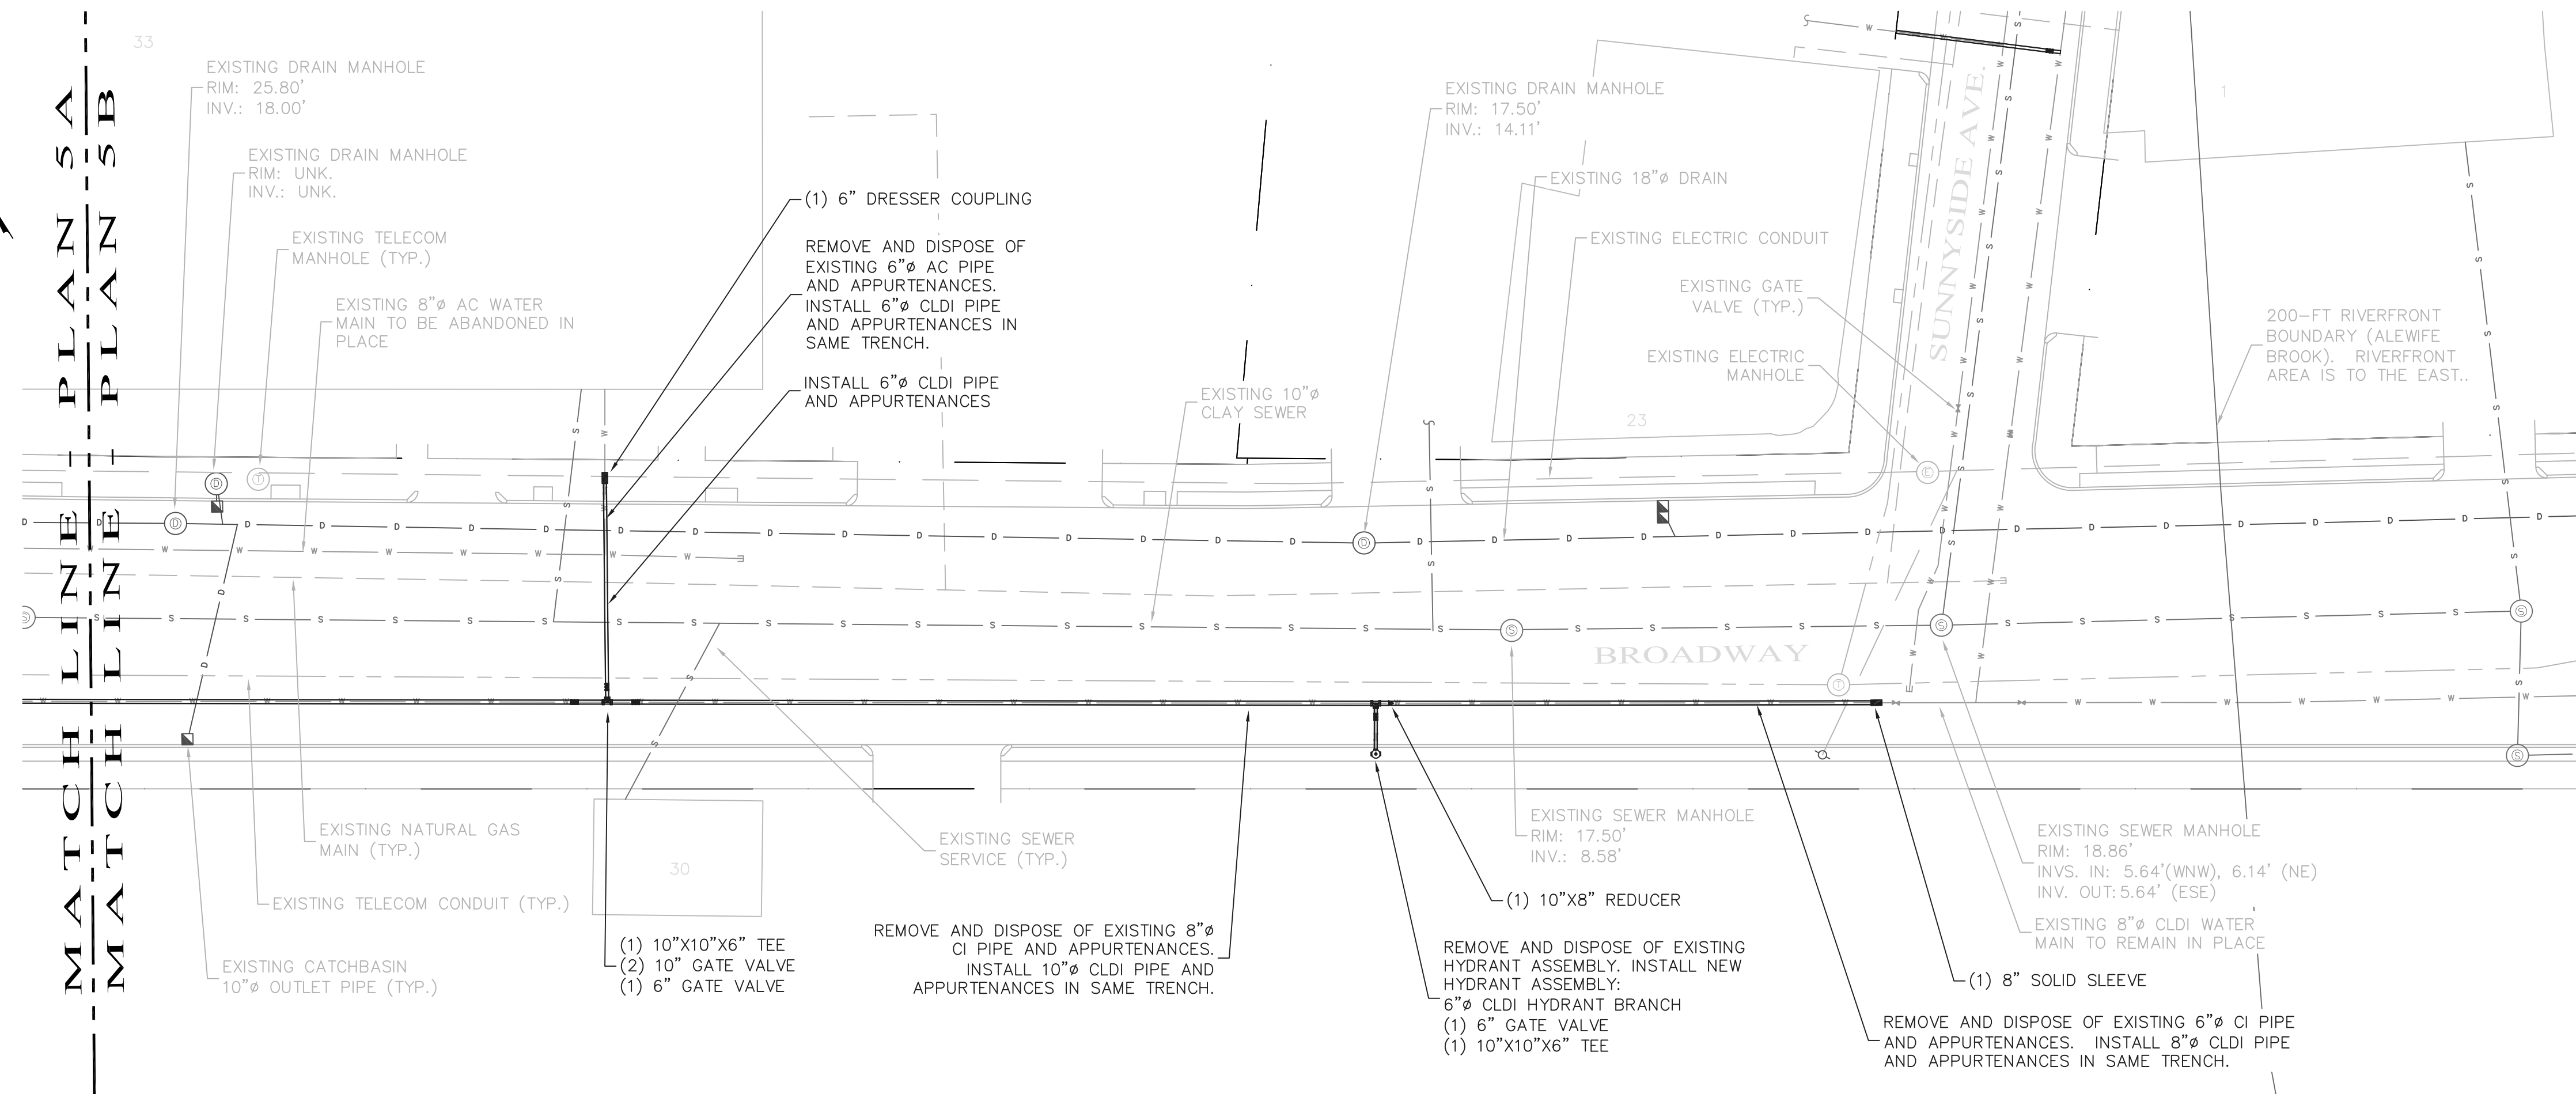 MATCH LINE - PLAN 5A
MATCH LINE - PLAN 5B
33
EXISTING DRAIN MANHOLE
RIM: 25.80'
INV.: 18.00'
EXISTING DRAIN MANHOLE
RIM: UNK.
INV.: UNK.
EXISTING TELECOM
MANHOLE (TYP.)
EXISTING 8"ø AC WATER
MAIN TO BE ABANDONED IN
PLACE
(1) 6" DRESSER COUPLING
REMOVE AND DISPOSE OF
EXISTING 6"ø AC PIPE
AND APPURTENANCES.
INSTALL 6"ø CLDI PIPE
AND APPURTENANCES IN
SAME TRENCH.
INSTALL 6"ø CLDI PIPE
AND APPURTENANCES
EXISTING 10"ø
CLAY SEWER
EXISTING DRAIN MANHOLE
RIM: 17.50'
INV.: 14.11'
EXISTING 18"ø DRAIN
EXISTING ELECTRIC CONDUIT
EXISTING GATE
VALVE (TYP.)
EXISTING ELECTRIC
MANHOLE
23
SUNNYSIDE AVE.
1
200-FT RIVERFRONT
BOUNDARY (ALEWIFE
BROOK). RIVERFRONT
AREA IS TO THE EAST..
BROADWAY
EXISTING NATURAL GAS
MAIN (TYP.)
EXISTING TELECOM CONDUIT (TYP.)
EXISTING CATCHBASIN
10"ø OUTLET PIPE (TYP.)
30
(1) 10"X10"X6" TEE
(2) 10" GATE VALVE
(1) 6" GATE VALVE
EXISTING SEWER
SERVICE (TYP.)
REMOVE AND DISPOSE OF EXISTING 8"ø
CI PIPE AND APPURTENANCES.
INSTALL 10"ø CLDI PIPE AND
APPURTENANCES IN SAME TRENCH.
EXISTING SEWER MANHOLE
RIM: 17.50'
INV.: 8.58'
(1) 10"X8" REDUCER
REMOVE AND DISPOSE OF EXISTING
HYDRANT ASSEMBLY. INSTALL NEW
HYDRANT ASSEMBLY:
6"ø CLDI HYDRANT BRANCH
(1) 6" GATE VALVE
(1) 10"X10"X6" TEE
EXISTING SEWER MANHOLE
RIM: 18.86'
INVS. IN: 5.64'(WNW), 6.14' (NE)
INV. OUT: 5.64' (ESE)
EXISTING 8"ø CLDI WATER
MAIN TO REMAIN IN PLACE
(1) 8" SOLID SLEEVE
REMOVE AND DISPOSE OF EXISTING 6"ø CI PIPE
AND APPURTENANCES. INSTALL 8"ø CLDI PIPE
AND APPURTENANCES IN SAME TRENCH.